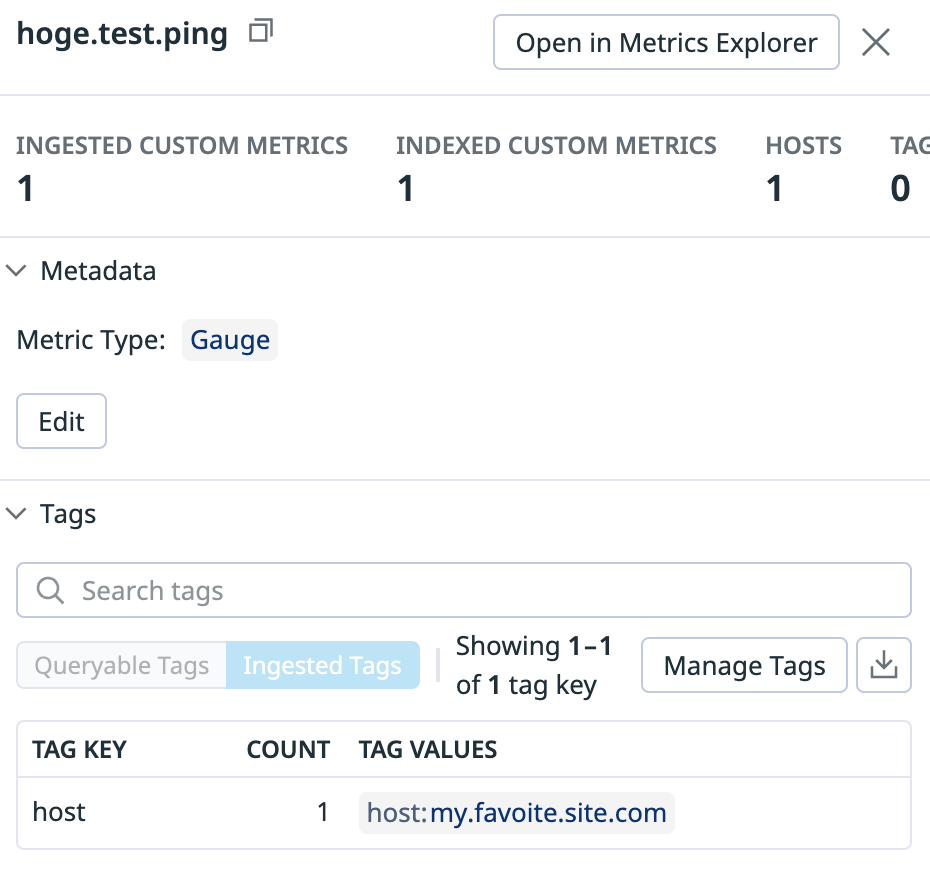 hoge.test.ping
Open in Metrics Explorer
INGESTED CUSTOM METRICS
1
INDEXED CUSTOM METRICS
1
HOSTS
1
TAG
0
Metadata
Metric Type: Gauge
Edit
Tags
Search tags
Queryable Tags
Ingested Tags
Showing 1–1
of 1 tag key
Manage Tags
TAG KEY COUNT TAG VALUES
host 1 host:my.favoite.site.com